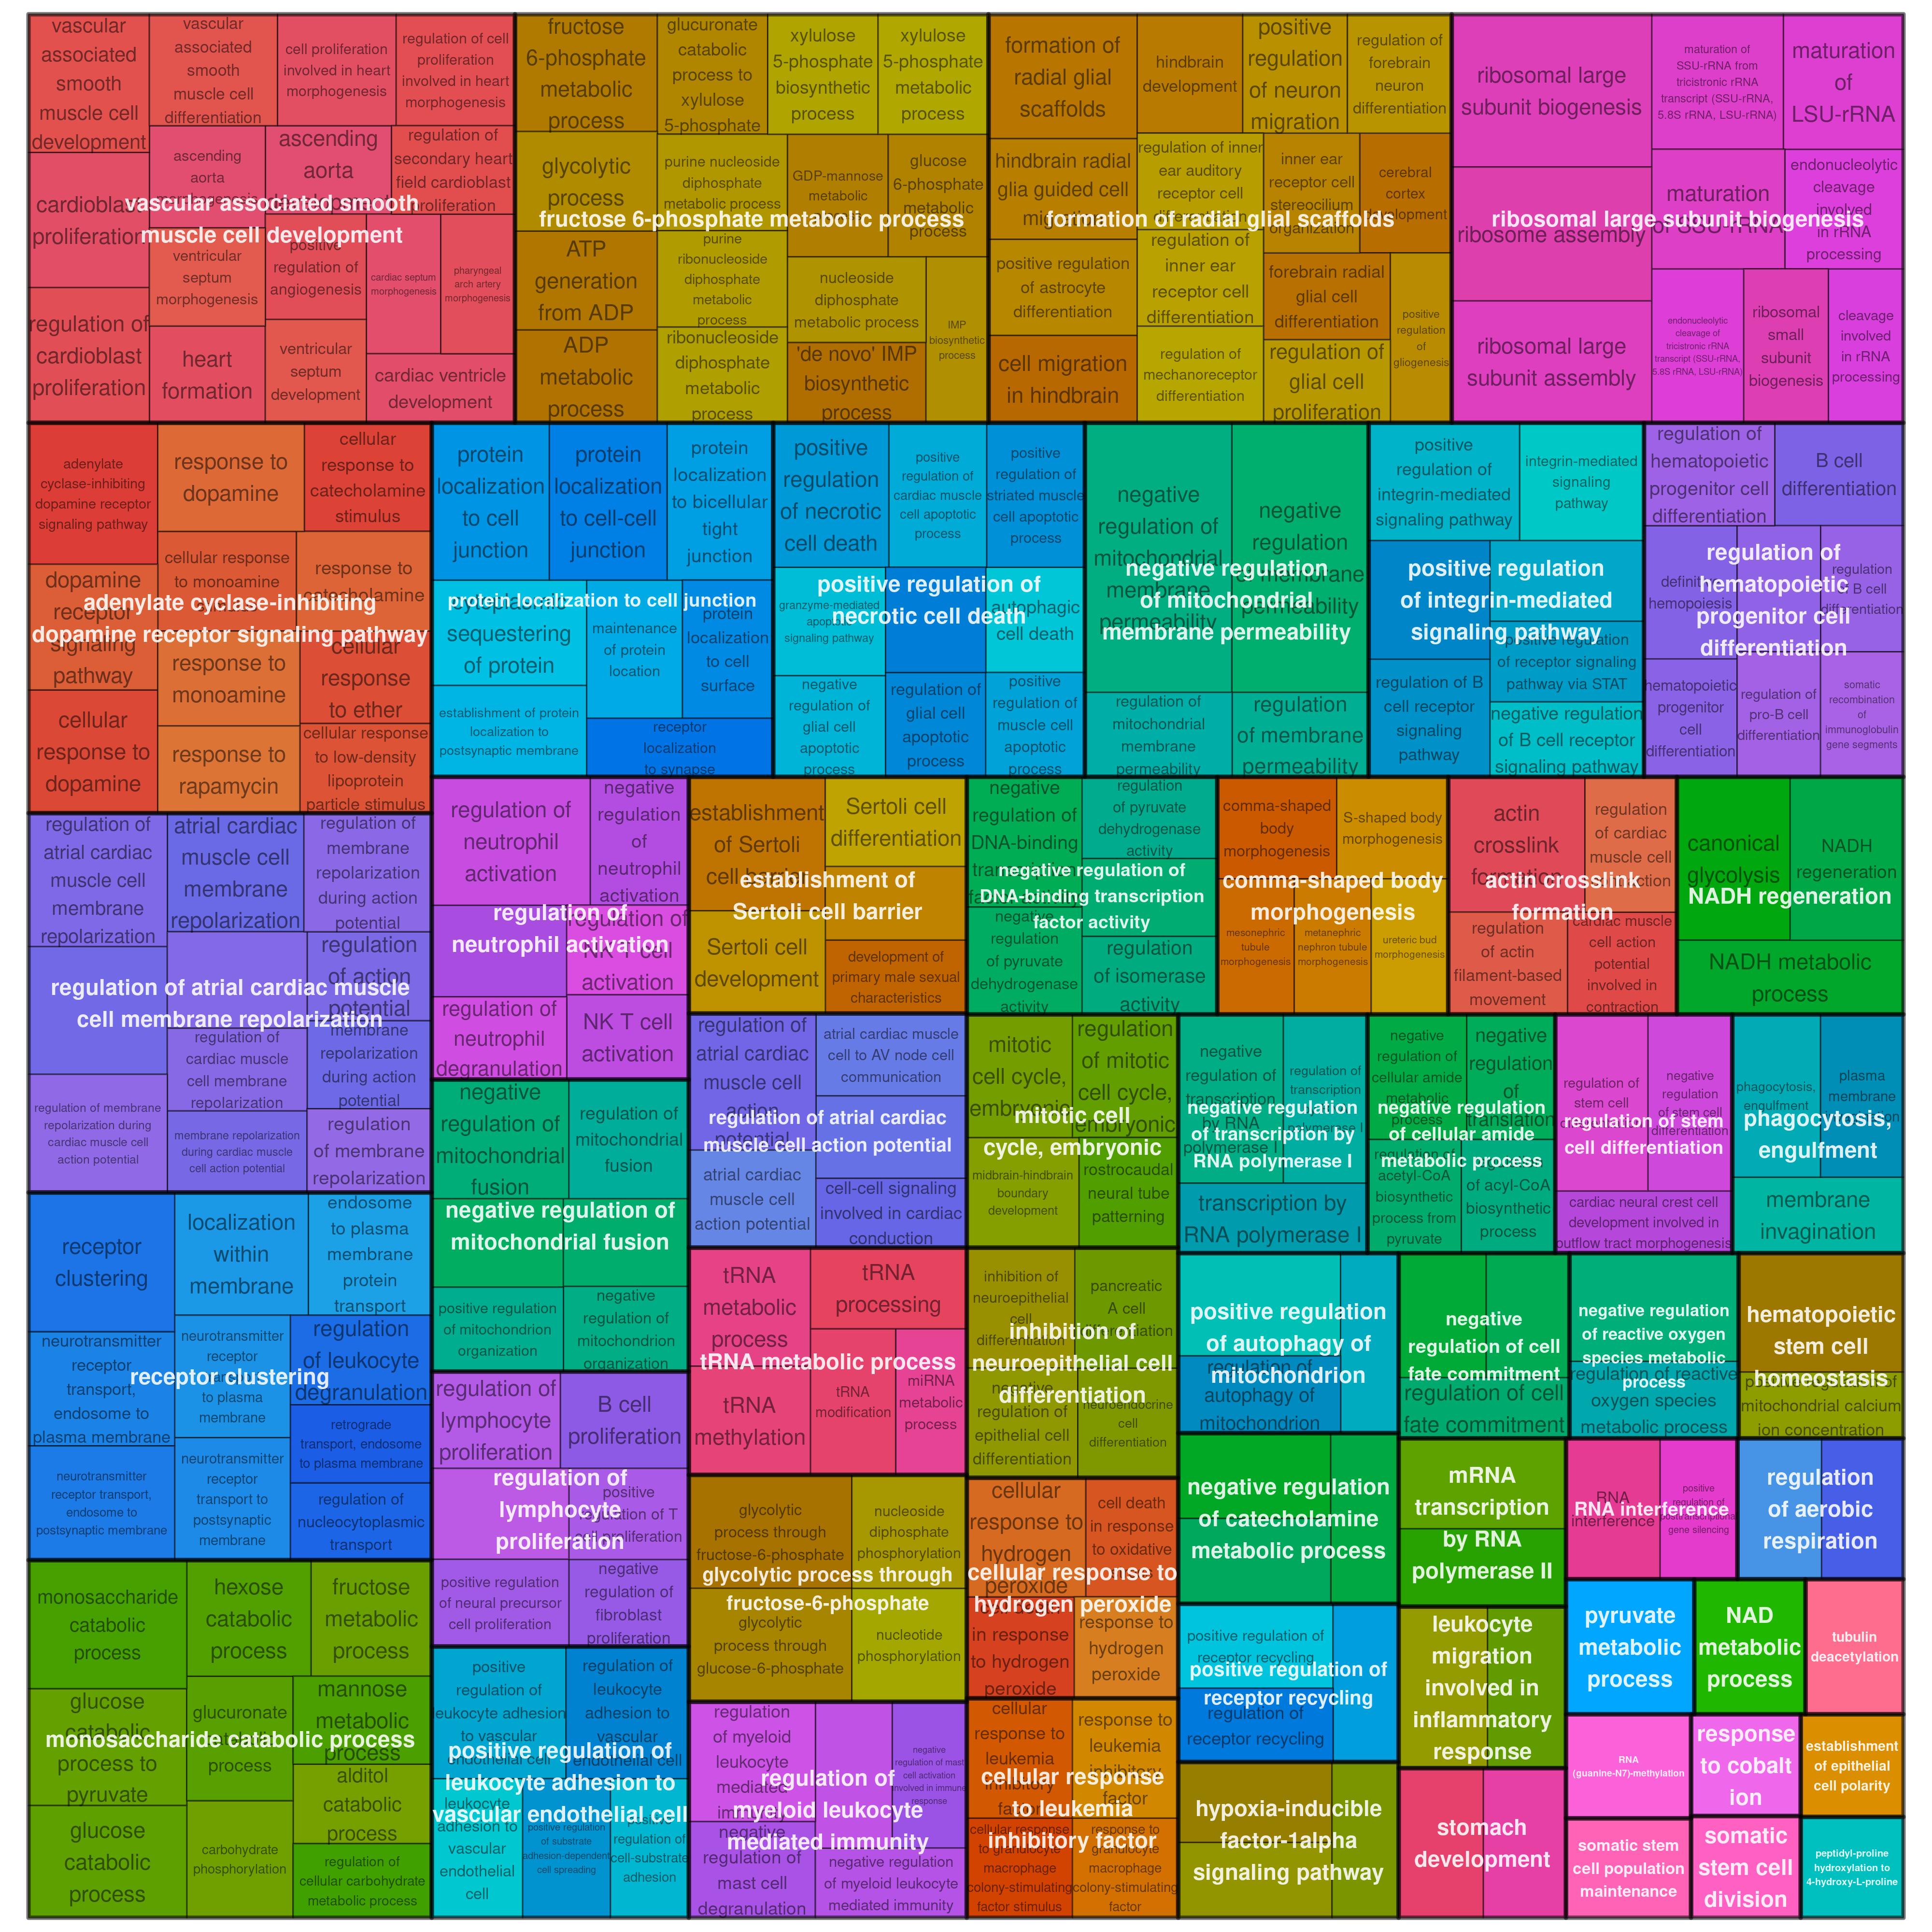 vascular
associated
smooth
muscle cell
development
vascular
associated
smooth
muscle cell
differentiation
cell proliferation
involved in heart
morphogenesis
regulation of cell
proliferation
involved in heart
morphogenesis
cardioblast
proliferation
ascending
aorta
ascending
aorta
regulation of
secondary heart
field cardioblast
proliferation
vascular associated smooth
muscle cell development
regulation of
cardioblast
proliferation
ventricular
septum
morphogenesis
positive
regulation of
angiogenesis
cardiac septum
morphogenesis
pharyngeal
arch artery
morphogenesis
heart
formation
ventricular
septum
development
cardiac ventricle
development
fructose
6-phosphate
metabolic
process
glucuronate
catabolic
process to
xylulose
5-phosphate
xylulose
5-phosphate
biosynthetic
process
xylulose
5-phosphate
metabolic
process
glycolytic
process
purine nucleoside
diphosphate
metabolic process
GDP-mannose
metabolic
glucose
6-phosphate
metabolic
process
fructose 6-phosphate metabolic process
ATP
generation
from ADP
purine
ribonucleoside
diphosphate
metabolic
process
nucleoside
diphosphate
metabolic process
IMP
biosynthetic
process
ADP
metabolic
process
ribonucleoside
diphosphate
metabolic
process
'de novo' IMP
biosynthetic
process
formation of
radial glial
scaffolds
hindbrain
development
positive
regulation
of neuron
migration
regulation of
forebrain
neuron
differentiation
hindbrain radial
glia guided cell
migration
regulation of inner
ear auditory
receptor cell
differentiation
inner ear
receptor cell
stereocilium
organization
cerebral
cortex
development
formation of radial glial scaffolds
positive regulation
of astrocyte
differentiation
regulation of
inner ear
receptor cell
differentiation
forebrain radial
glial cell
differentiation
positive
regulation
of
gliogenesis
cell migration
in hindbrain
regulation of
mechanoreceptor
differentiation
regulation of
glial cell
proliferation
ribosomal large
subunit biogenesis
maturation of
SSU-rRNA from
tricistronic rRNA
transcript (SSU-rRNA,
5.8S rRNA, LSU-rRNA)
maturation
of
LSU-rRNA
ribosome assembly
maturation
of SSU-rRNA
endonucleolytic
cleavage
involved
in rRNA
processing
ribosomal large subunit biogenesis
ribosomal large
subunit assembly
endonucleolytic
cleavage of
tricistronic rRNA
transcript (SSU-rRNA,
5.8S rRNA, LSU-rRNA)
ribosomal
small
subunit
biogenesis
cleavage
involved
in rRNA
processing
adenylate
cyclase-inhibiting
dopamine receptor
signaling pathway
response to
dopamine
cellular
response to
catecholamine
stimulus
dopamine
receptor
signaling
pathway
cellular response
to monoamine
response to
catecholamine
adenylate cyclase-inhibiting
dopamine receptor signaling pathway
response to
monoamine
cellular
response
to ether
cellular
response to
dopamine
response to
rapamycin
cellular response
to low-density
lipoprotein
particle stimulus
protein
localization
to cell
junction
protein
localization
to cell-cell
junction
protein
localization
to bicellular
tight
junction
protein localization to cell junction
cytoplasmic
sequestering
of protein
maintenance
of protein
location
protein
localization
to cell
surface
establishment of protein
localization to
postsynaptic membrane
receptor
localization
to synapse
positive
regulation
of necrotic
cell death
positive
regulation of
cardiac muscle
cell apoptotic
process
positive
regulation of
striated muscle
cell apoptotic
process
positive regulation of
necrotic cell death
granzyme-mediated
apoptotic
signaling pathway
autophagic
cell death
negative
regulation of
glial cell
apoptotic
process
regulation of
glial cell
apoptotic
process
positive
regulation of
muscle cell
apoptotic
process
negative
regulation of
mitochondrial
membrane
permeability
negative
regulation
of membrane
permeability
negative regulation
of mitochondrial
membrane permeability
regulation of
mitochondrial
membrane
permeability
regulation
of membrane
permeability
positive
regulation of
integrin-mediated
signaling pathway
integrin-mediated
signaling
pathway
positive regulation
of integrin-mediated
signaling pathway
regulation of B
cell receptor
signaling
pathway
positive regulation
of receptor signaling
pathway via STAT
negative regulation
of B cell receptor
signaling pathway
regulation of
hematopoietic
progenitor cell
differentiation
B cell
differentiation
regulation of
hematopoietic
progenitor cell
differentiation
definitive
hemopoiesis
regulation
of B cell
differentiation
hematopoietic
progenitor
cell
differentiation
regulation of
pro-B cell
differentiation
somatic
recombination
of
immunoglobulin
gene segments
regulation of
atrial cardiac
muscle cell
membrane
repolarization
atrial cardiac
muscle cell
membrane
repolarization
regulation of
membrane
repolarization
during action
potential
regulation of atrial cardiac muscle
cell membrane repolarization
regulation
of action
potential
regulation of
cardiac muscle
cell membrane
repolarization
membrane
repolarization
during action
potential
regulation of membrane
repolarization during
cardiac muscle cell
action potential
membrane repolarization
during cardiac muscle
cell action potential
regulation
of membrane
repolarization
regulation of
neutrophil
activation
negative
regulation
of
neutrophil
activation
regulation of
neutrophil activation
regulation of
NK T cell
activation
regulation of
neutrophil
degranulation
NK T cell
activation
establishment
of Sertoli
cell barrier
Sertoli cell
differentiation
establishment of
Sertoli cell barrier
Sertoli cell
development
development of
primary male sexual
characteristics
negative
regulation of
DNA-binding
regulation
of pyruvate
dehydrogenase
activity
negative regulation of
DNA-binding transcription
factor activity
negative
regulation
of pyruvate
dehydrogenase
activity
regulation
of isomerase
activity
comma-shaped
body
morphogenesis
S-shaped body
morphogenesis
comma-shaped body
morphogenesis
mesonephric
tubule
morphogenesis
metanephric
nephron tubule
morphogenesis
ureteric bud
morphogenesis
actin
crosslink
formation
regulation
of cardiac
muscle cell
contraction
actin crosslink
formation
regulation
of actin
filament-based
movement
cardiac muscle
cell action
potential
involved in
contraction
canonical
glycolysis
NADH
regeneration
NADH regeneration
NADH metabolic
process
regulation of
atrial cardiac
muscle cell
action
potential
atrial cardiac muscle
cell to AV node cell
communication
regulation of atrial cardiac
muscle cell action potential
atrial cardiac
muscle cell
action potential
cell-cell signaling
involved in cardiac
conduction
mitotic
cell cycle,
embryonic
regulation
of mitotic
cell cycle,
embryonic
mitotic cell
cycle, embryonic
midbrain-hindbrain
boundary
development
rostrocaudal
neural tube
patterning
negative
regulation of
transcription
by RNA
polymerase I
regulation of
transcription
polymerase I
negative regulation
of transcription by
RNA polymerase I
transcription by
RNA polymerase I
negative
regulation of
cellular amide
metabolic
process
negative
regulation
of
translation
negative regulation
of cellular amide
metabolic process
regulation of
acetyl-CoA
biosynthetic
process from
pyruvate
regulation
of acyl-CoA
biosynthetic
process
regulation of
stem cell
negative
regulation
of stem cell
differentiation
regulation of stem
cell differentiation
cardiac neural crest cell
development involved in
outflow tract morphogenesis
phagocytosis,
engulfment
plasma
membrane
phagocytosis,
engulfment
membrane
invagination
receptor
clustering
localization
within
membrane
endosome
to plasma
membrane
protein
transport
neurotransmitter
receptor
transport,
endosome to
plasma membrane
neurotransmitter
receptor
transport
to plasma
membrane
regulation
of leukocyte
degranulation
receptor clustering
retrograde
transport, endosome
to plasma membrane
neurotransmitter
receptor transport,
endosome to
postsynaptic membrane
neurotransmitter
receptor
transport to
postsynaptic
membrane
regulation of
nucleocytoplasmic
transport
negative
regulation of
mitochondrial
fusion
regulation of
mitochondrial
fusion
negative regulation of
mitochondrial fusion
positive regulation
of mitochondrion
organization
negative
regulation of
mitochondrion
organization
tRNA
metabolic
process
tRNA
processing
tRNA metabolic process
tRNA
methylation
tRNA
modification
miRNA
metabolic
process
inhibition of
neuroepithelial
cell
differentiation
pancreatic
A cell
differentiation
inhibition of
neuroepithelial cell
differentiation
negative
regulation of
epithelial cell
differentiation
neuroendocrine
cell
differentiation
positive regulation
of autophagy of
mitochondrion
regulation of
autophagy of
mitochondrion
negative
regulation of cell
fate commitment
regulation of cell
fate commitment
negative regulation
of reactive oxygen
species metabolic
process
regulation of reactive
oxygen species
metabolic process
hematopoietic
stem cell
homeostasis
positive regulation of
mitochondrial calcium
ion concentration
regulation of
lymphocyte
proliferation
B cell
proliferation
regulation of
lymphocyte
proliferation
positive
regulation of T
cell proliferation
positive regulation
of neural precursor
cell proliferation
negative
regulation of
fibroblast
proliferation
glycolytic
process through
fructose-6-phosphate
nucleoside
diphosphate
phosphorylation
glycolytic process through
fructose-6-phosphate
glycolytic
process through
glucose-6-phosphate
nucleotide
phosphorylation
cellular
response to
hydrogen
peroxide
cell death
in response
to oxidative
cellular response to
hydrogen peroxide
in response
to hydrogen
peroxide
response to
hydrogen
peroxide
negative regulation
of catecholamine
metabolic process
mRNA
transcription
by RNA
polymerase II
RNA
interference
positive
regulation of
posttranscriptional
gene silencing
RNA interference
regulation
of aerobic
respiration
monosaccharide
catabolic
process
hexose
catabolic
process
fructose
metabolic
process
glucose
catabolic
process to
pyruvate
glucuronate
catabolic
process
mannose
metabolic
process
monosaccharide catabolic process
alditol
catabolic
process
glucose
catabolic
process
carbohydrate
phosphorylation
regulation of
cellular carbohydrate
metabolic process
positive
regulation of
leukocyte adhesion
to vascular
endothelial cell
regulation of
leukocyte
adhesion to
vascular
endothelial cell
positive regulation of
leukocyte adhesion to
vascular endothelial cell
leukocyte
adhesion to
vascular
endothelial
cell
positive regulation
of substrate
adhesion-dependent
cell spreading
positive
regulation of
cell-substrate
adhesion
regulation
of myeloid
leukocyte
mediated
immunity
negative
regulation of mast
cell activation
involved in immune
response
regulation of
myeloid leukocyte
mediated immunity
negative
regulation of
mast cell
degranulation
negative regulation
of myeloid leukocyte
mediated immunity
cellular
response to
leukemia
inhibitory
factor
response to
leukemia
inhibitory
factor
cellular response
to leukemia
inhibitory factor
cellular response
to granulocyte
macrophage
colony-stimulating
factor stimulus
response to
granulocyte
macrophage
colony-stimulating
factor
positive regulation of
receptor recycling
positive regulation of
receptor recycling
regulation of
receptor recycling
hypoxia-inducible
factor-1alpha
signaling pathway
leukocyte
migration
involved in
inflammatory
response
stomach
development
pyruvate
metabolic
process
NAD
metabolic
process
tubulin
deacetylation
RNA
(guanine-N7)-methylation
response
to cobalt
ion
establishment
of epithelial
cell polarity
somatic stem
cell population
maintenance
somatic
stem cell
division
peptidyl-proline
hydroxylation to
4-hydroxy-L-proline